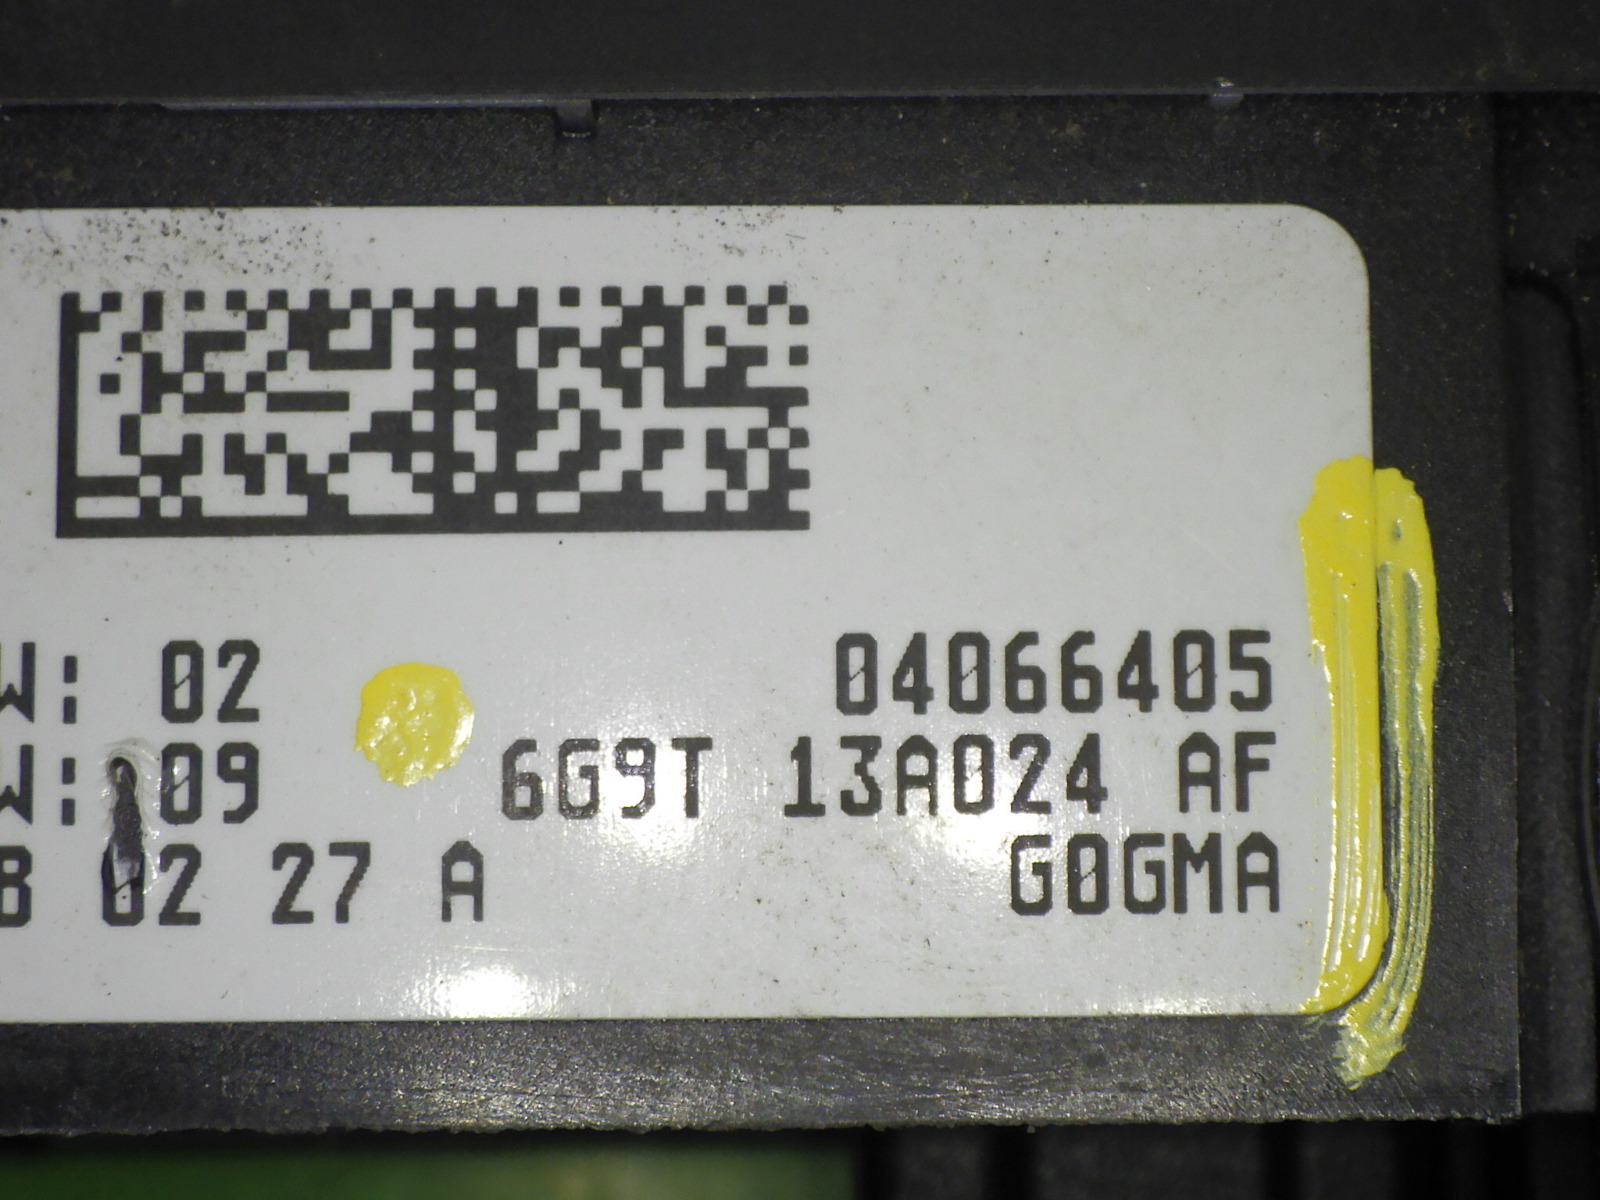 W: 02 04066405
W: 09 6G9T 13A024 AF
B 02 27 A G0GMA